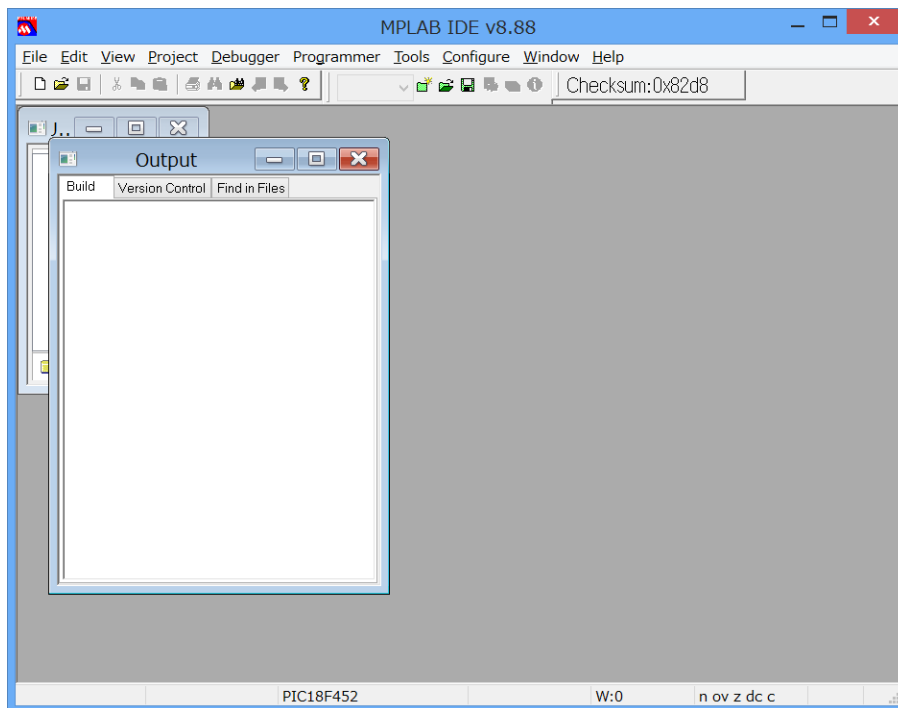 MPLAB IDE v8.88
File Edit View Project Debugger Programmer Tools Configure Window Help
Checksum:0x82d8
J..
Output
Build Version Control Find in Files
PIC18F452 W:0 n ov z dc c